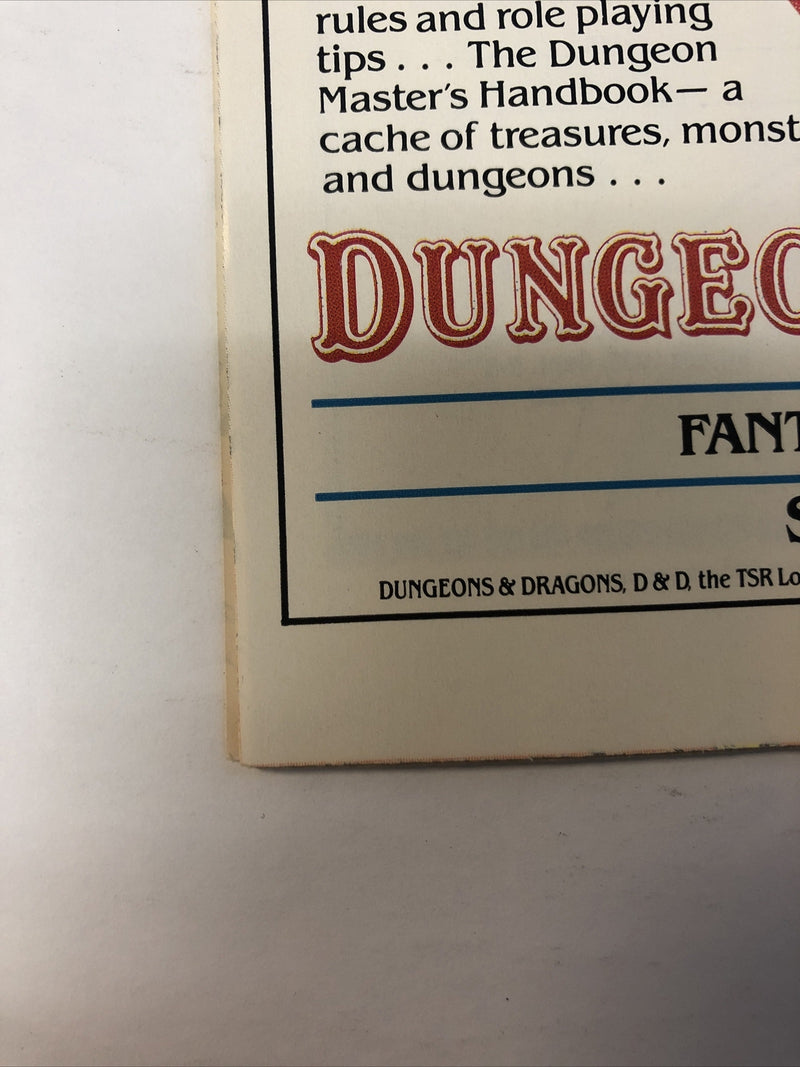 rules and role playing
tips . . . The Dungeon
Master's Handbook— a
cache of treasures, monst
and dungeons . . .
DUNGEO
FANT
S
DUNGEONS & DRAGONS, D & D, the TSR Lo